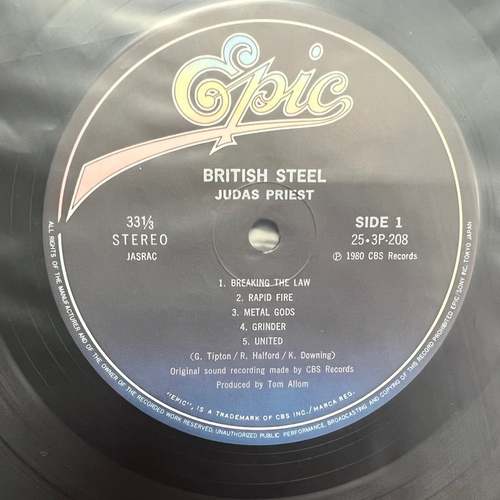 Epic
BRITISH STEEL
JUDAS PRIEST
33⅓
STEREO
JASRAC
SIDE 1
25・3P-208
℗ 1980 CBS Records
1. BREAKING THE LAW
2. RAPID FIRE
3. METAL GODS
4. GRINDER
5. UNITED
(G. Tipton/R. Halford/K. Downing)
Original sound recording made by CBS Records
Produced by Tom Allom
"EPIC", IS A TRADEMARK OF CBS INC./MARCA REG.
ALL RIGHTS OF THE MANUFACTURER AND OF THE OWNER OF THE RECORDED WORK RESERVED. UNAUTHORIZED PUBLIC PERFORMANCE, BROADCASTING AND COPYING OF THIS RECORD PROHIBITED EPIC/SONY INC. TOKYO JAPAN